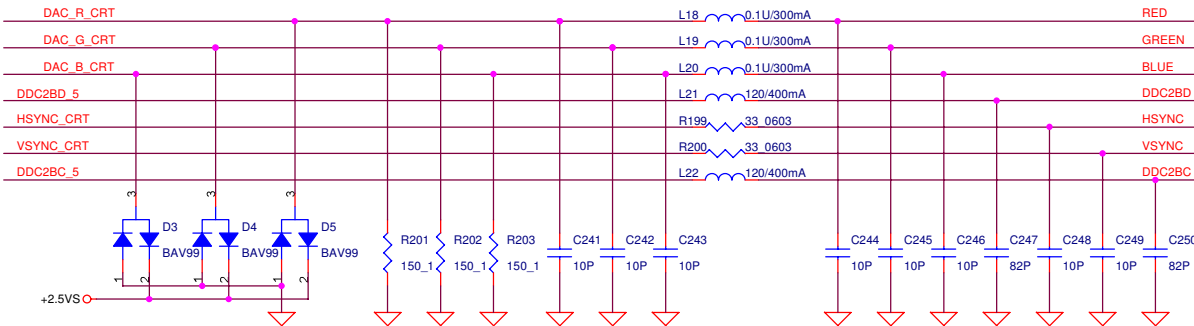 DAC_R_CRT L18 0.1U/300mA RED
DAC_G_CRT L19 0.1U/300mA GREEN
DAC_B_CRT L20 0.1U/300mA BLUE
DDC2BD_5 L21 120/400mA DDC2BD
HSYNC_CRT R199 33_0603 HSYNC
VSYNC_CRT R200 33_0603 VSYNC
DDC2BC_5 L22 120/400mA DDC2BC
3 3 3
D3 D4 D5
BAV99 BAV99 BAV99
R201 R202 R203 C241 C242 C243 C244 C245 C246 C247 C248 C249 C250
150_1 150_1 150_1 10P 10P 10P 10P 10P 10P 82P 10P 10P 82P
1 2 1 2 1 2
+2.5VS